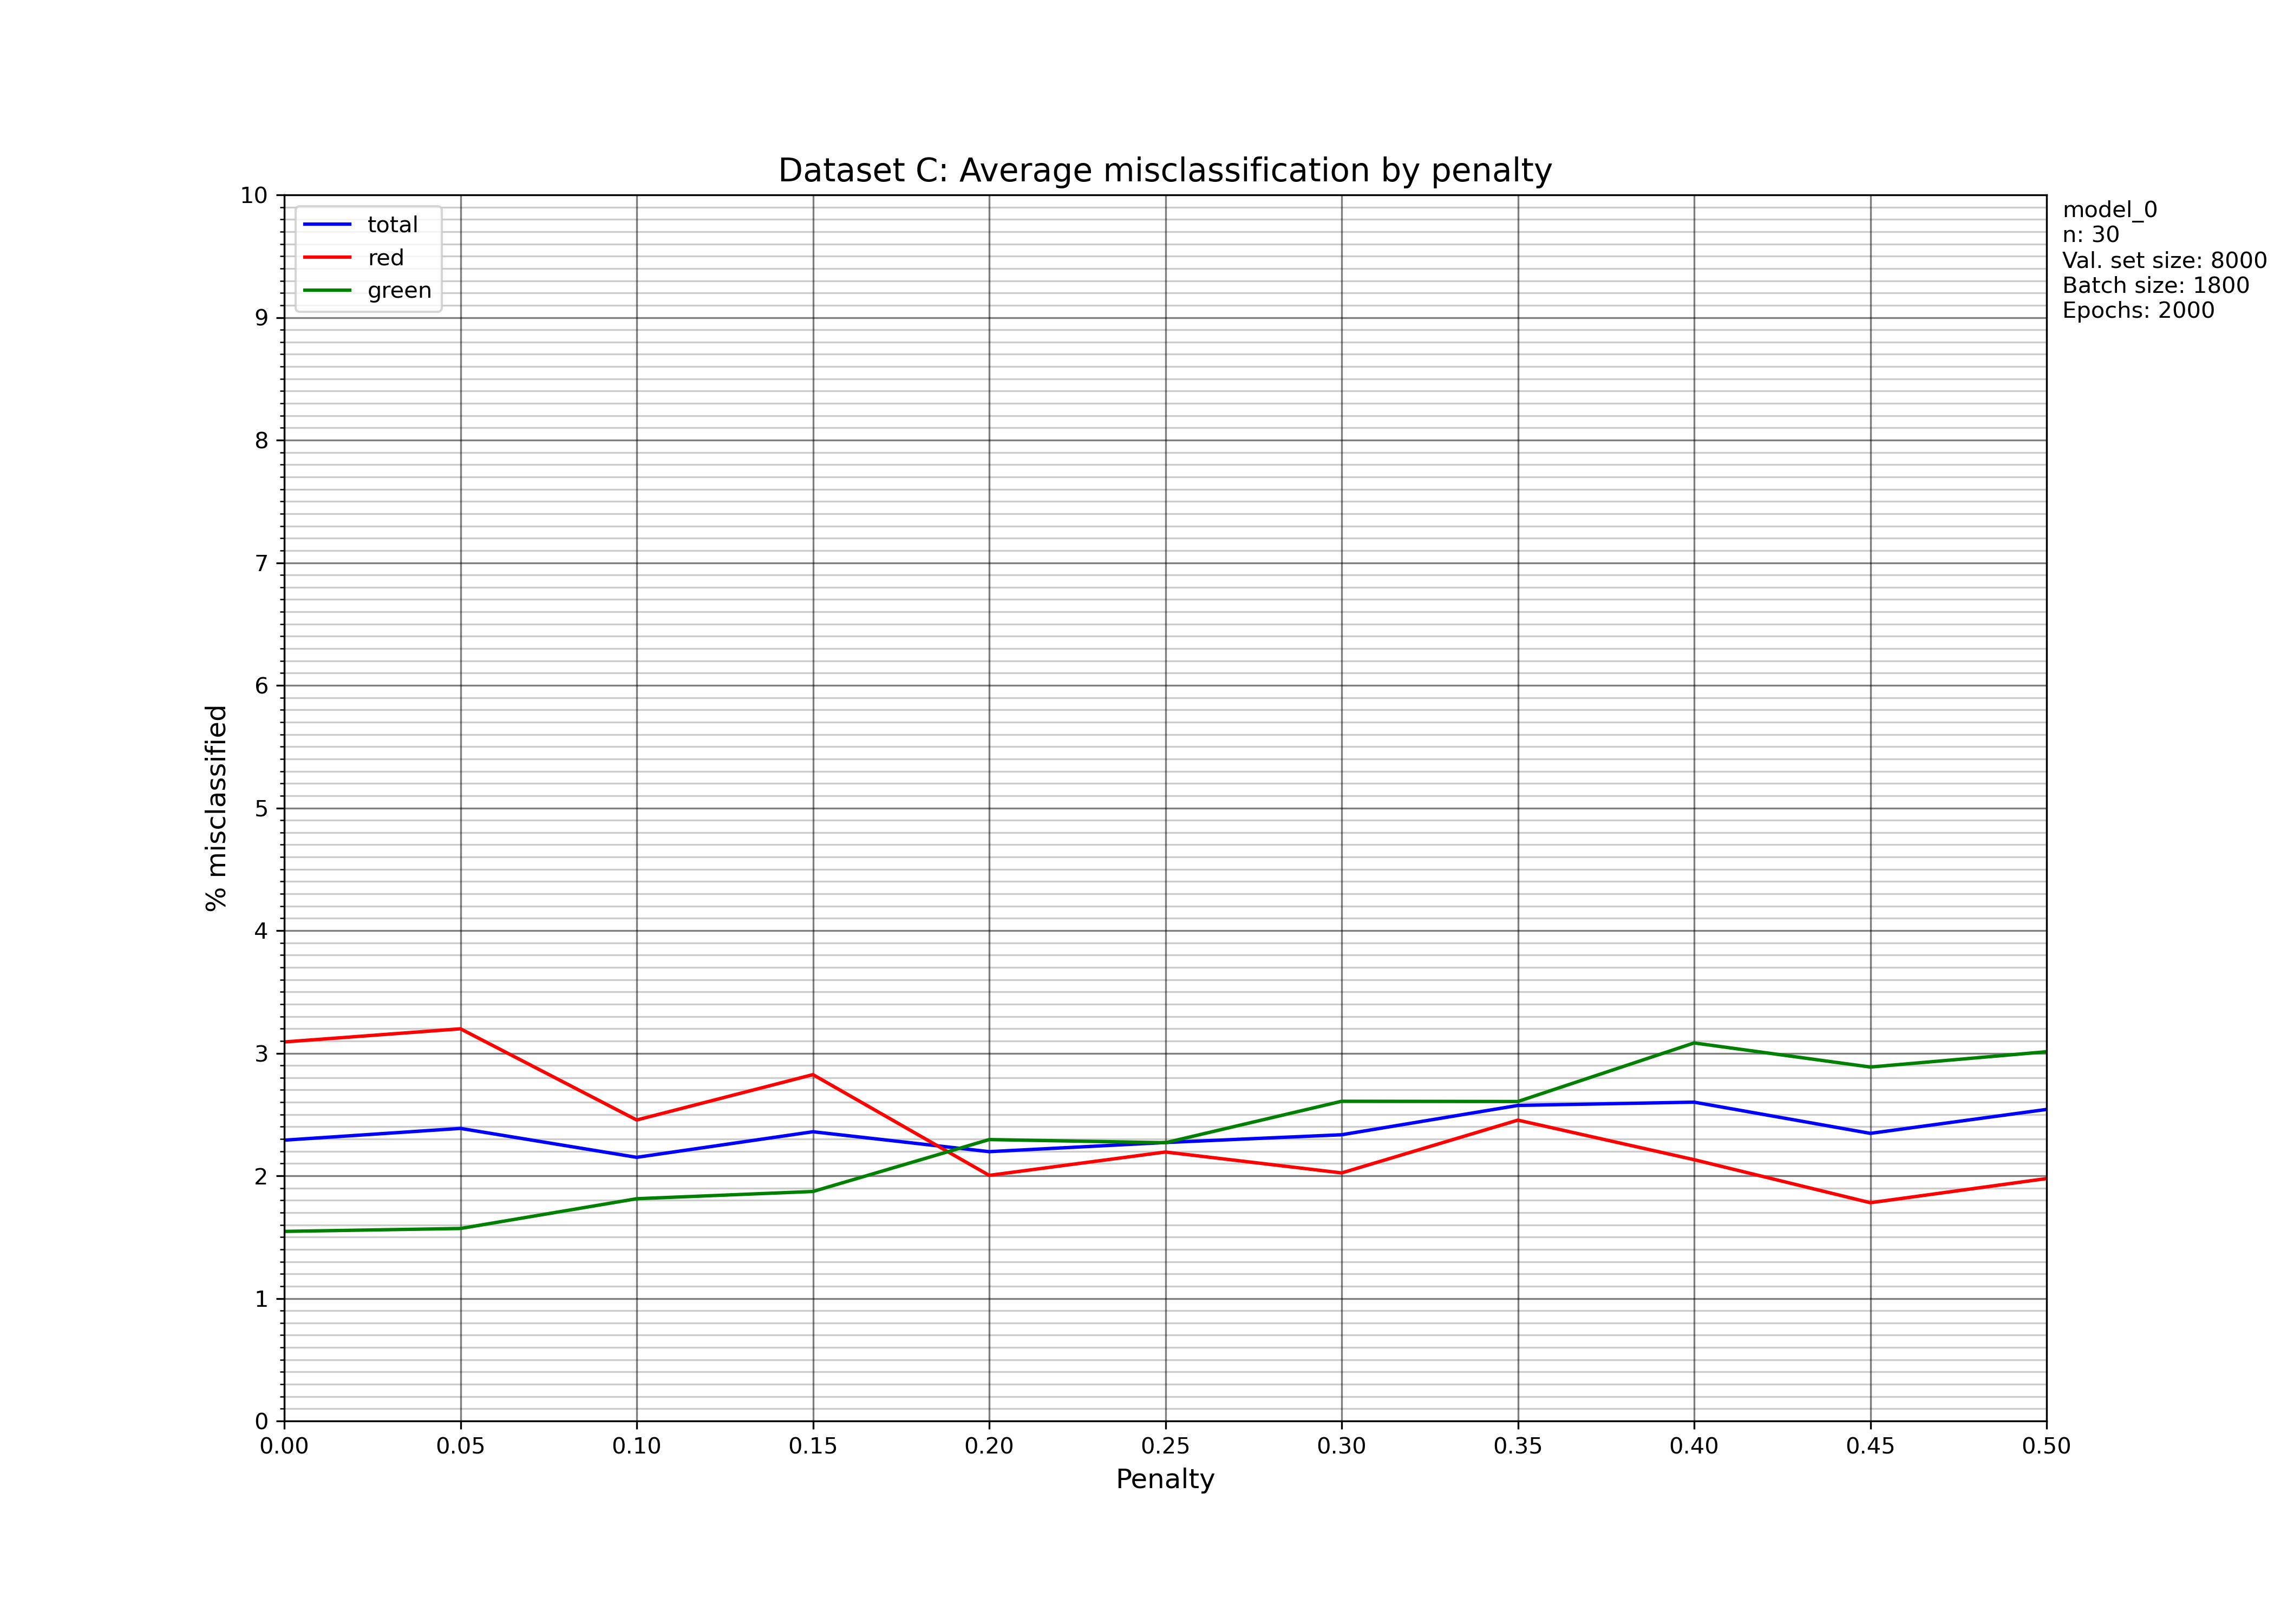 Dataset C: Average misclassification by penalty
total
red
green
model_0
n: 30
Val. set size: 8000
Batch size: 1800
Epochs: 2000
% misclassified
10
9
8
7
6
5
4
3
2
1
0
0.00 0.05 0.10 0.15 0.20 0.25 0.30 0.35 0.40 0.45 0.50
Penalty